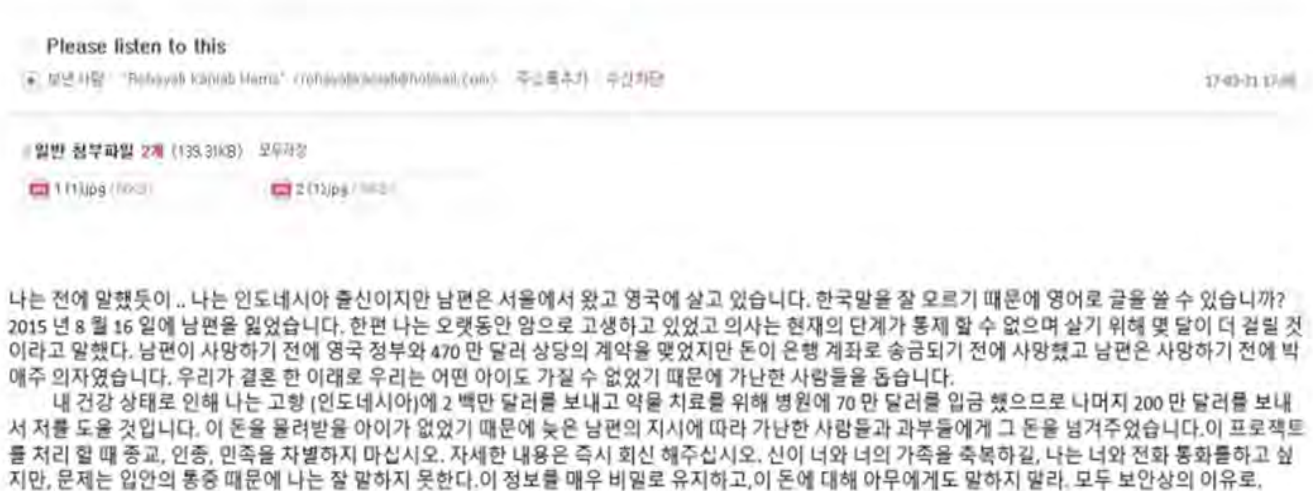 Please listen to this
보낸사람 "Rohayati Kaniab Harris" 주소록추가 수신차단
일반 첨부파일 2개 (139.31KB) 모두저장
1 (1).jpg 2 (1).jpg
나는 전에 말했듯이 .. 나는 인도네시아 출신이지만 남편은 서울에서 왔고 영국에 살고 있습니다. 한국말을 잘 모르기 때문에 영어로 글을 쓸 수 있습니까?
2015 년 8 월 16 일에 남편을 잃었습니다. 한편 나는 오랫동안 암으로 고생하고 있었고 의사는 현재의 단계가 통제 할 수 없으며 살기 위해 몇 달이 더 걸릴 것
이라고 말했다. 남편이 사망하기 전에 영국 정부와 470 만 달러 상당의 계약을 맺었지만 돈이 은행 계좌로 송금되기 전에 사망했고 남편은 사망하기 전에 박
애주 의자였습니다. 우리가 결혼 한 이래로 우리는 어떤 아이도 가질 수 없었기 때문에 가난한 사람들을 돕습니다.
내 건강 상태로 인해 나는 고향 (인도네시아)에 2 백만 달러를 보내고 약물 치료를 위해 병원에 70 만 달러를 입금 했으므로 나머지 200 만 달러를 보내
서 저를 도울 것입니다. 이 돈을 물려받을 아이가 없었기 때문에 늦은 남편의 지시에 따라 가난한 사람들과 과부들에게 그 돈을 넘겨주었습니다.이 프로젝트
를 처리 할 때 종교, 인종, 민족을 차별하지 마십시오. 자세한 내용은 즉시 회신 해주십시오. 신이 너와 너의 가족을 축복하길, 나는 너와 전화 통화를하고 싶
지만, 문제는 입안의 통증 때문에 나는 잘 말하지 못한다.이 정보를 매우 비밀로 유지하고,이 돈에 대해 아무에게도 말하지 말라. 모두 보안상의 이유로,